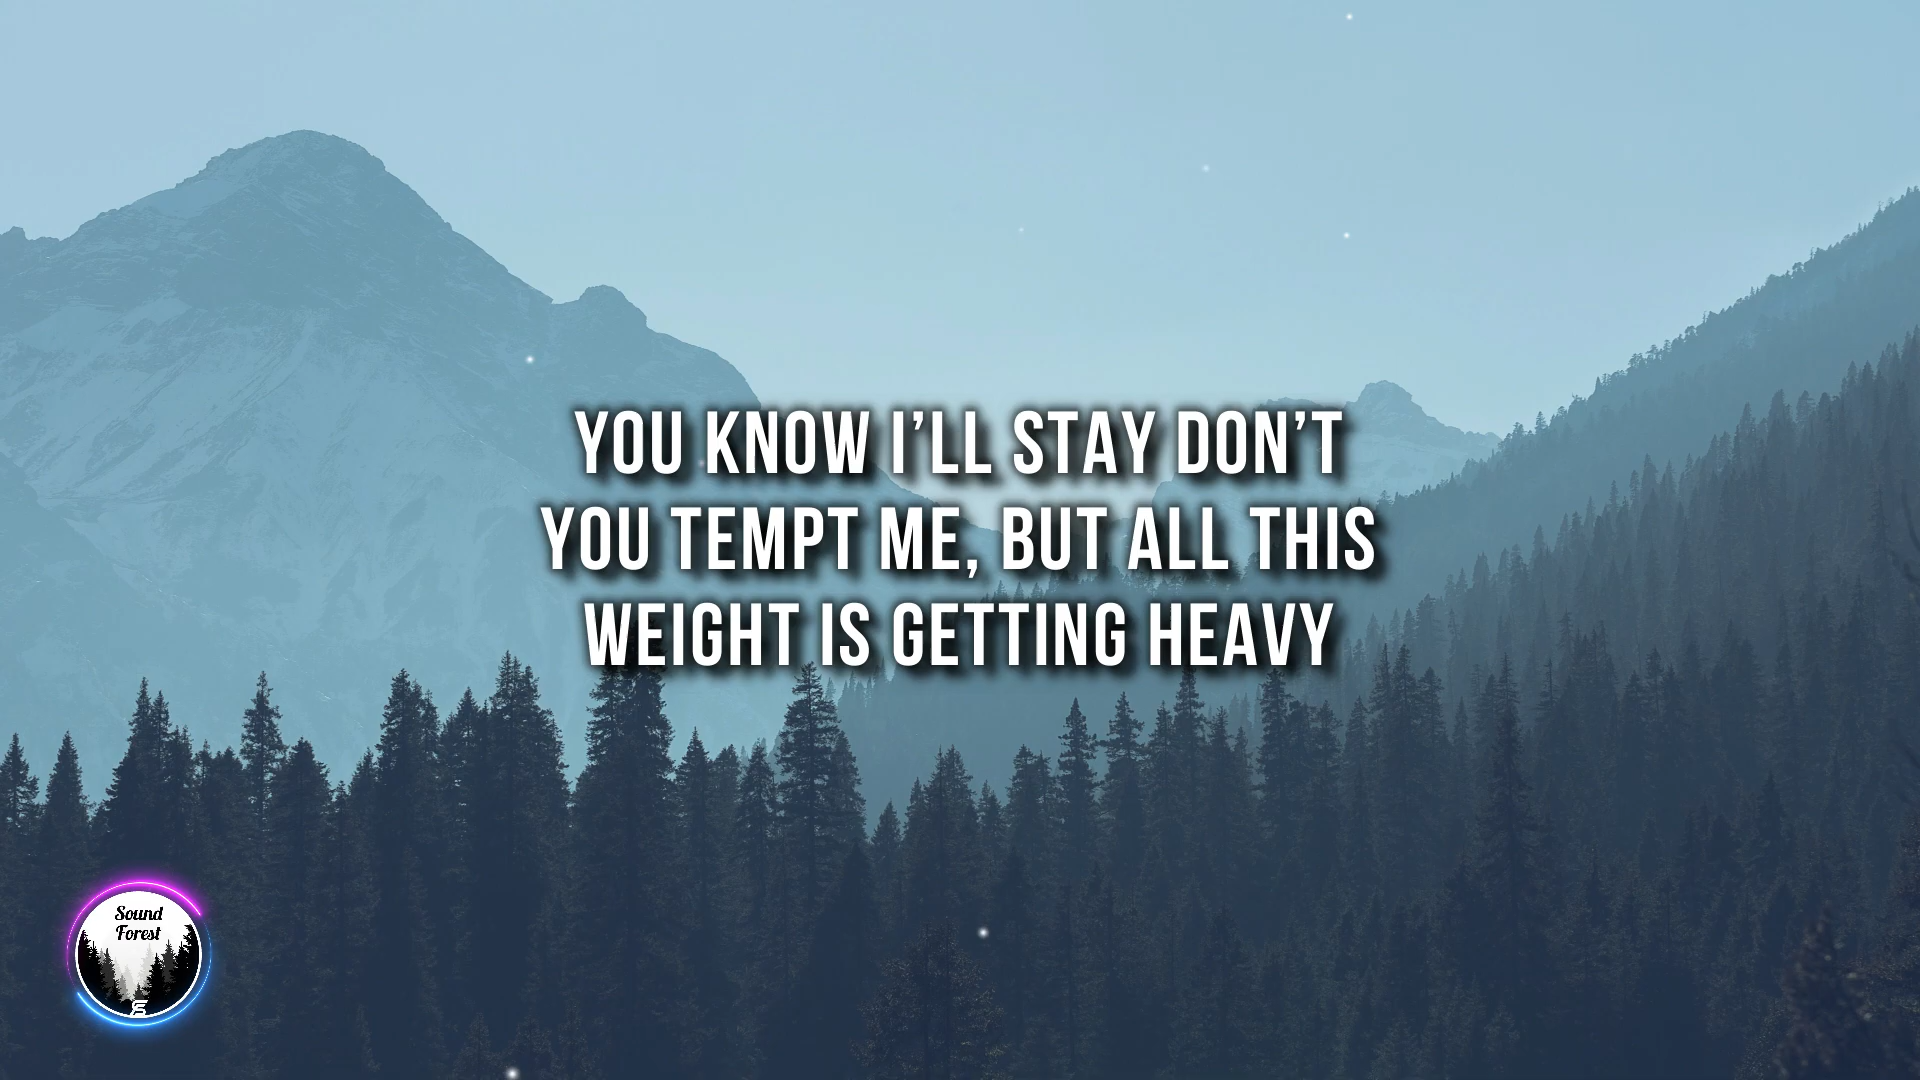 YOU KNOW I'LL STAY DON'T
YOU TEMPT ME, BUT ALL THIS
WEIGHT IS GETTING HEAVY
Sound
Forest